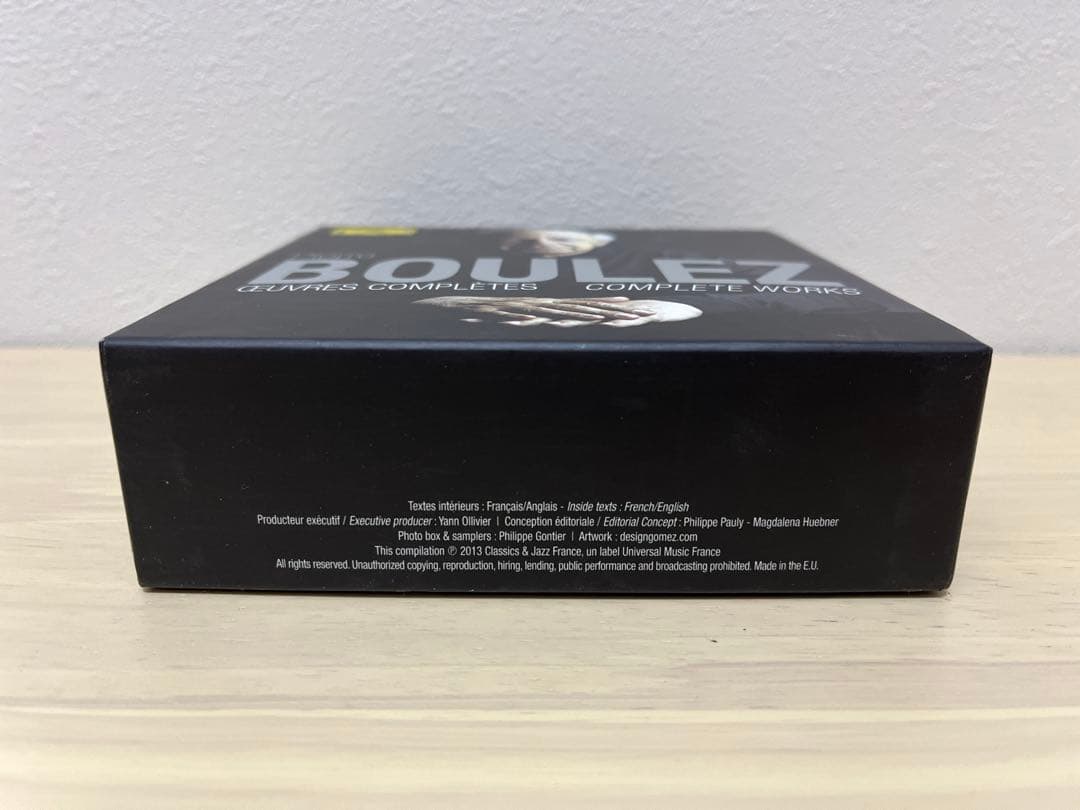 BOULEZ
ŒUVRES COMPLÈTES COMPLETE WORKS
Textes intérieurs : Français/Anglais - Inside texts : French/English
Producteur exécutif / Executive producer : Yann Ollivier | Conception éditoriale / Editorial Concept : Philippe Pauly - Magdalena Huebner
Photo box & samplers : Philippe Gontier | Artwork : designgomez.com
This compilation ℗ 2013 Classics & Jazz France, un label Universal Music France
All rights reserved. Unauthorized copying, reproduction, hiring, lending, public performance and broadcasting prohibited. Made in the E.U.